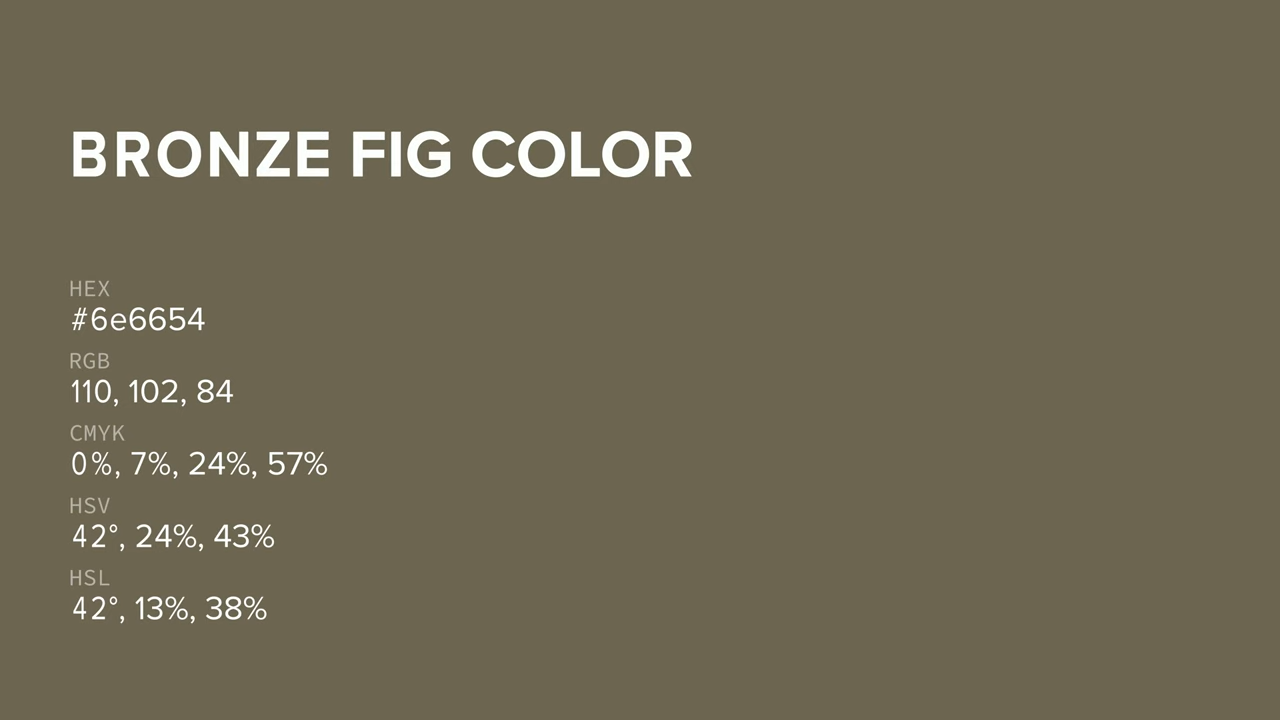 BRONZE FIG COLOR
HEX
#6e6654
RGB
110, 102, 84
CMYK
0%, 7%, 24%, 57%
HSV
42°, 24%, 43%
HSL
42°, 13%, 38%